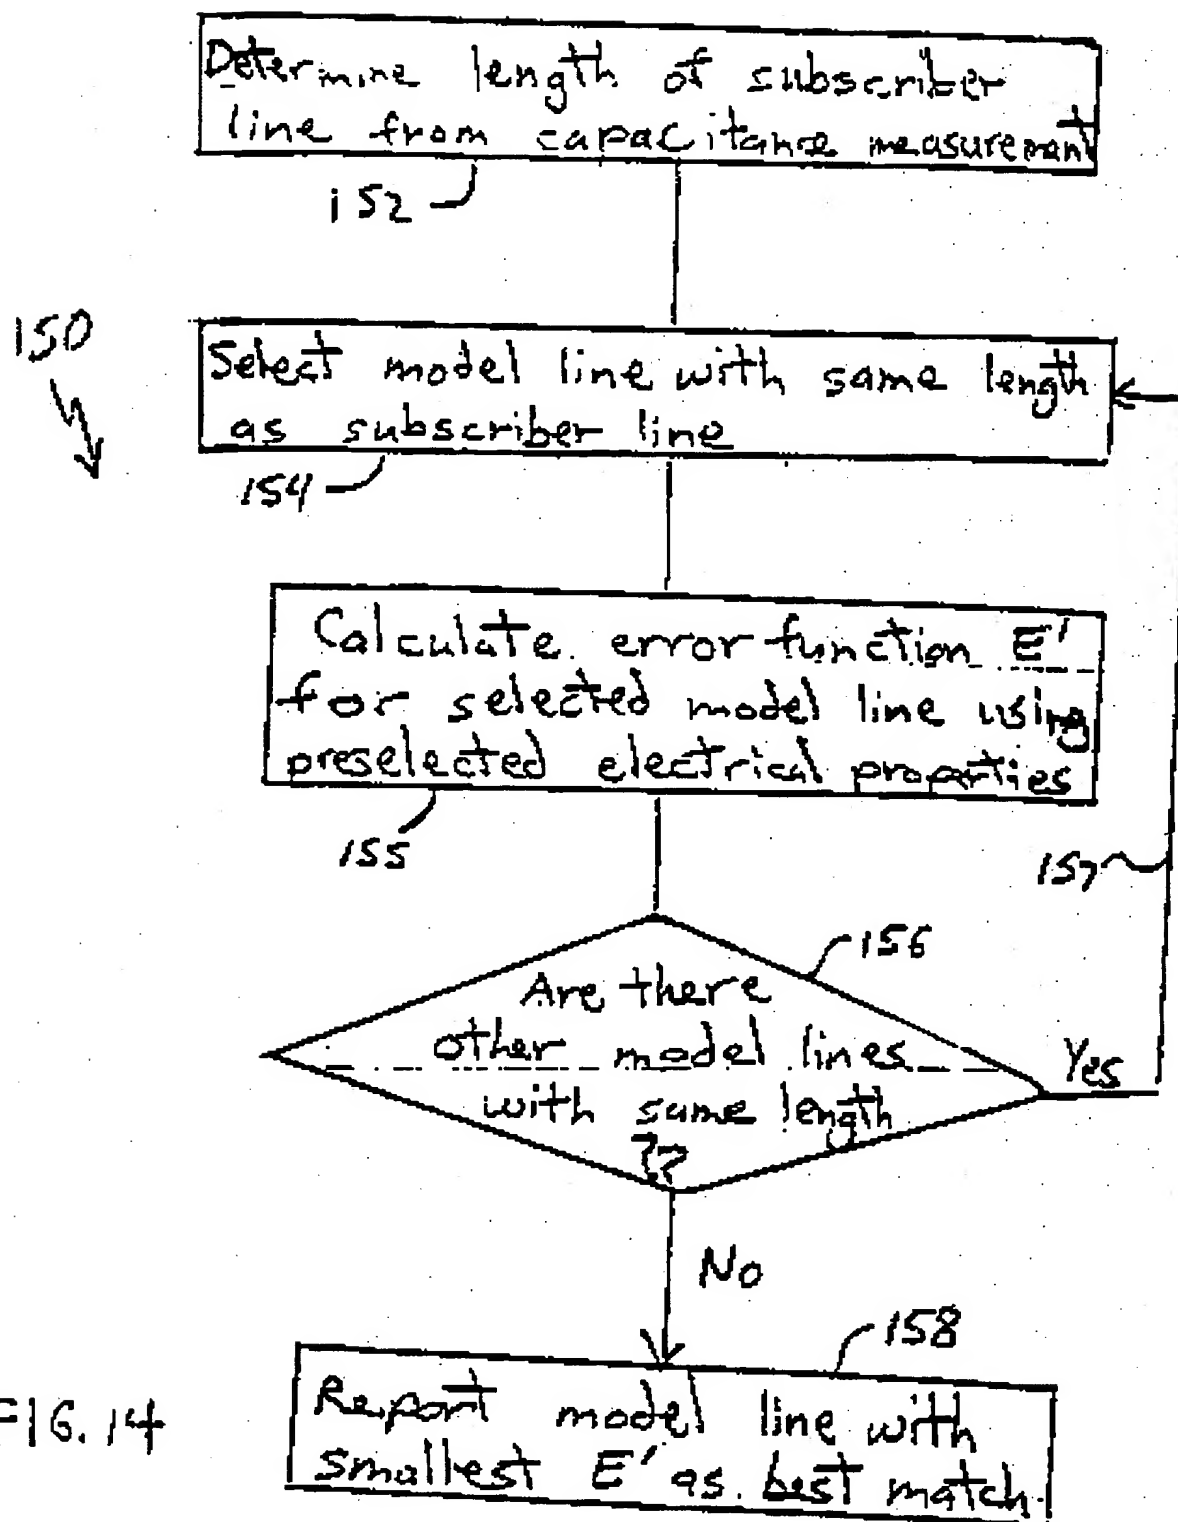 Determine length of subscriber
line from capacitance measurement
152
150
Select model line with same length
as subscriber line
154
Calculate error function E'
for selected model line using
preselected electrical properties
155
157
156
Are there
other model lines
with same length
??
Yes
No
158
Report model line with
smallest E' as best match.
FIG. 14